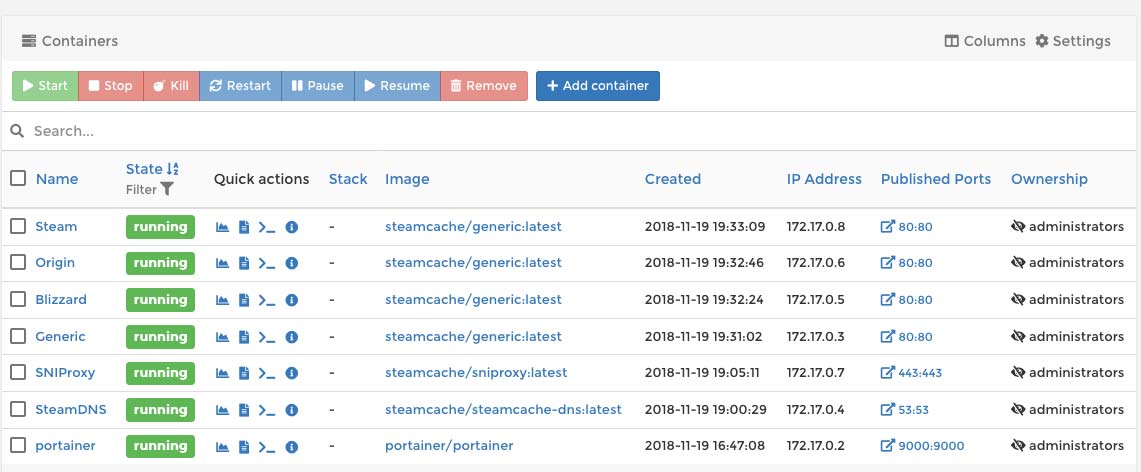 Containers Columns Settings
Start Stop Kill Restart Pause Resume Remove + Add container
Search...
Name State Filter Quick actions Stack Image Created IP Address Published Ports Ownership
Steam running - steamcache/generic:latest 2018-11-19 19:33:09 172.17.0.8 80:80 administrators
Origin running - steamcache/generic:latest 2018-11-19 19:32:46 172.17.0.6 80:80 administrators
Blizzard running - steamcache/generic:latest 2018-11-19 19:32:24 172.17.0.5 80:80 administrators
Generic running - steamcache/generic:latest 2018-11-19 19:31:02 172.17.0.3 80:80 administrators
SNIProxy running - steamcache/sniproxy:latest 2018-11-19 19:05:11 172.17.0.7 443:443 administrators
SteamDNS running - steamcache/steamcache-dns:latest 2018-11-19 19:00:29 172.17.0.4 53:53 administrators
portainer running - portainer/portainer 2018-11-19 16:47:08 172.17.0.2 9000:9000 administrators